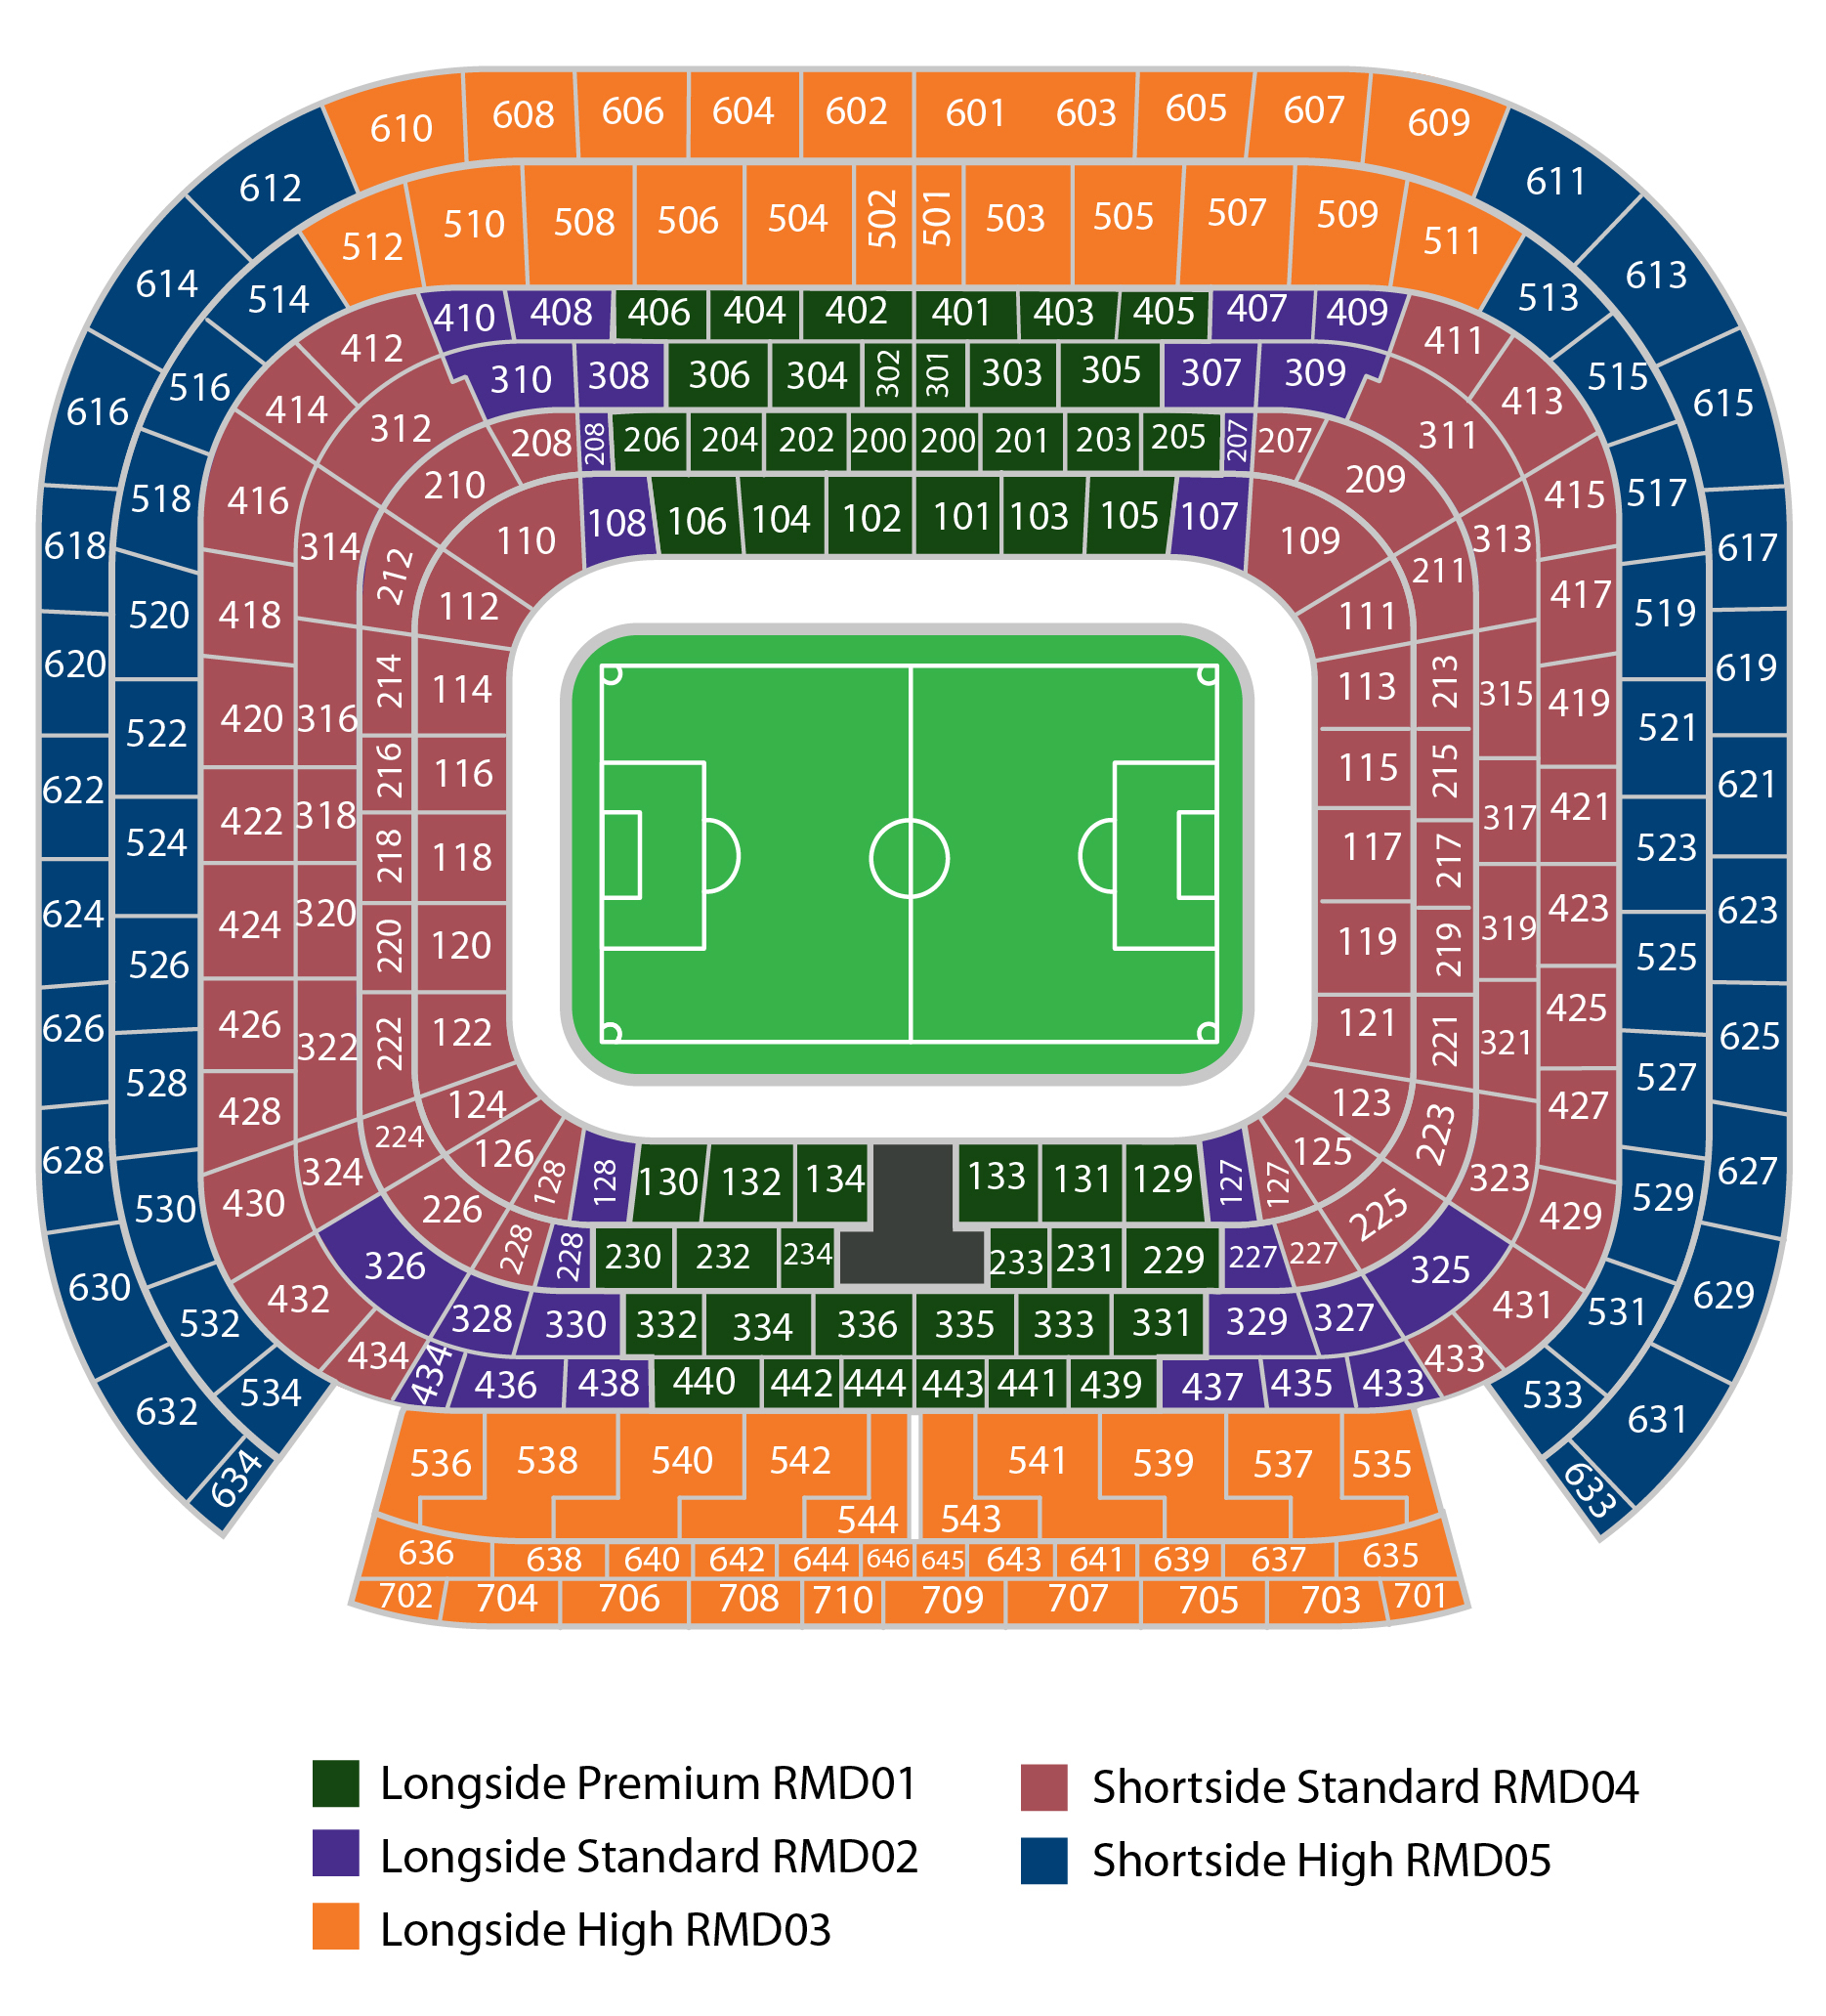 610 608 606 604 602 601 603 605 607 609
612 611
512 510 508 506 504 502 501 503 505 507 509 511
614 514 513 613
410 408 406 404 402 401 403 405 407 409
412 411
310 308 306 304 302 301 303 305 307 309
616 516 414 312 311 413 515 615
208 208 206 204 202 200 200 201 203 205 207 207
518 416 210 209 415 517
618 314 110 108 106 104 102 101 103 105 107 109 313 617
212 211
520 418 112 111 417 519
620 214 114 113 213 315 619
522 420 316 419 521
622 216 116 115 215 621
524 422 318 218 118 117 217 317 421 523
624 424 320 423 623
526 220 120 119 219 319 525
626 426 322 222 122 121 221 321 425 625
528 428 124 123 427 527
628 224 126 125 223
324 128 128 130 132 134 133 131 129 127 127 323 627
530 430 226 225 429 529
630 326 228 228 230 232 234 233 231 229 227 227 325 629
532 432 328 330 332 334 336 335 333 331 329 327 431 531
434 433
632 534 434 436 438 440 442 444 443 441 439 437 435 433 533 631
634 536 538 540 542 541 539 537 535 633
544 543
636 638 640 642 644 646 645 643 641 639 637 635
702 704 706 708 710 709 707 705 703 701
Longside Premium RMD01
Longside Standard RMD02
Longside High RMD03
Shortside Standard RMD04
Shortside High RMD05